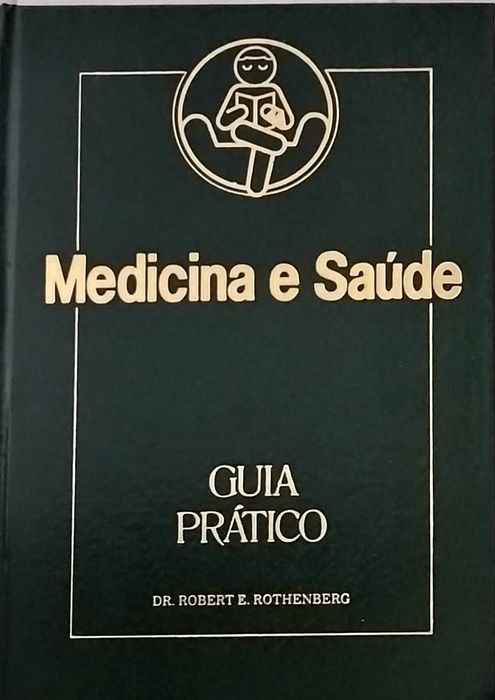 Medicina e Saúde
GUIA
PRÁTICO
DR. ROBERT E. ROTHENBERG